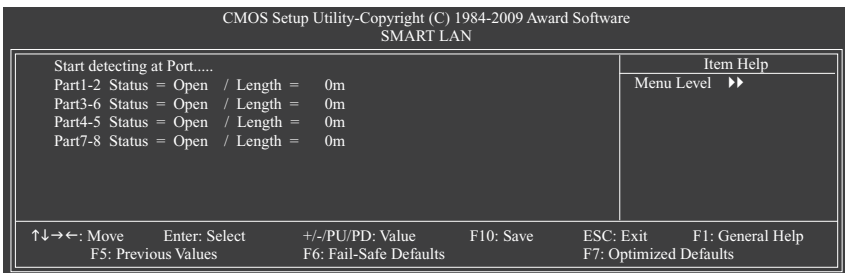 CMOS Setup Utility-Copyright (C) 1984-2009 Award Software
SMART LAN
Start detecting at Port.....
Part1-2 Status = Open / Length = 0m
Part3-6 Status = Open / Length = 0m
Part4-5 Status = Open / Length = 0m
Part7-8 Status = Open / Length = 0m
Item Help
Menu Level ▶▶
↑↓→←: Move Enter: Select +/-/PU/PD: Value F10: Save ESC: Exit F1: General Help
F5: Previous Values F6: Fail-Safe Defaults F7: Optimized Defaults